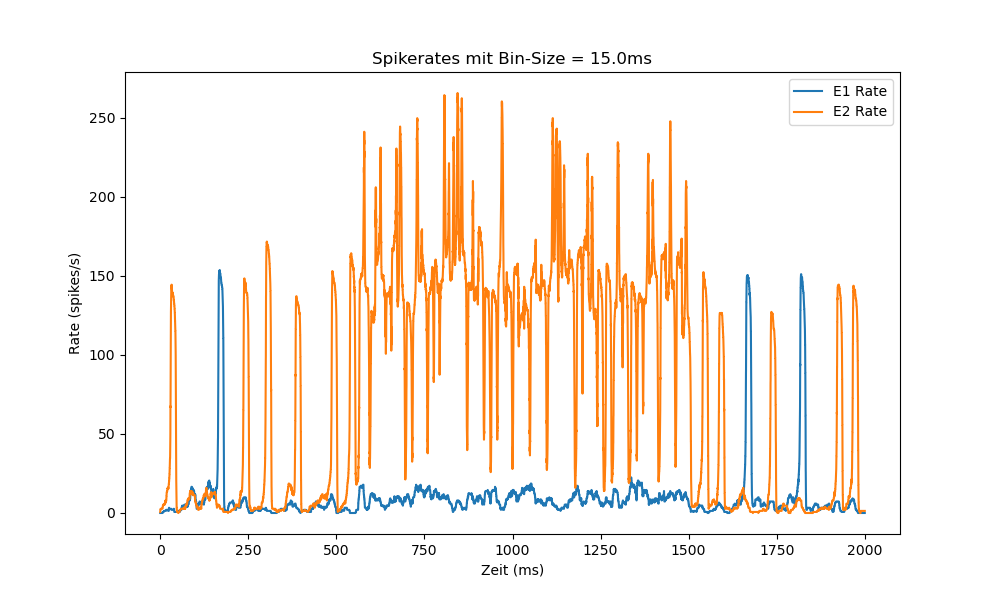 Spikerates mit Bin-Size = 15.0ms
E1 Rate
E2 Rate
Rate (spikes/s)
250
200
150
100
50
0
0 250 500 750 1000 1250 1500 1750 2000
Zeit (ms)